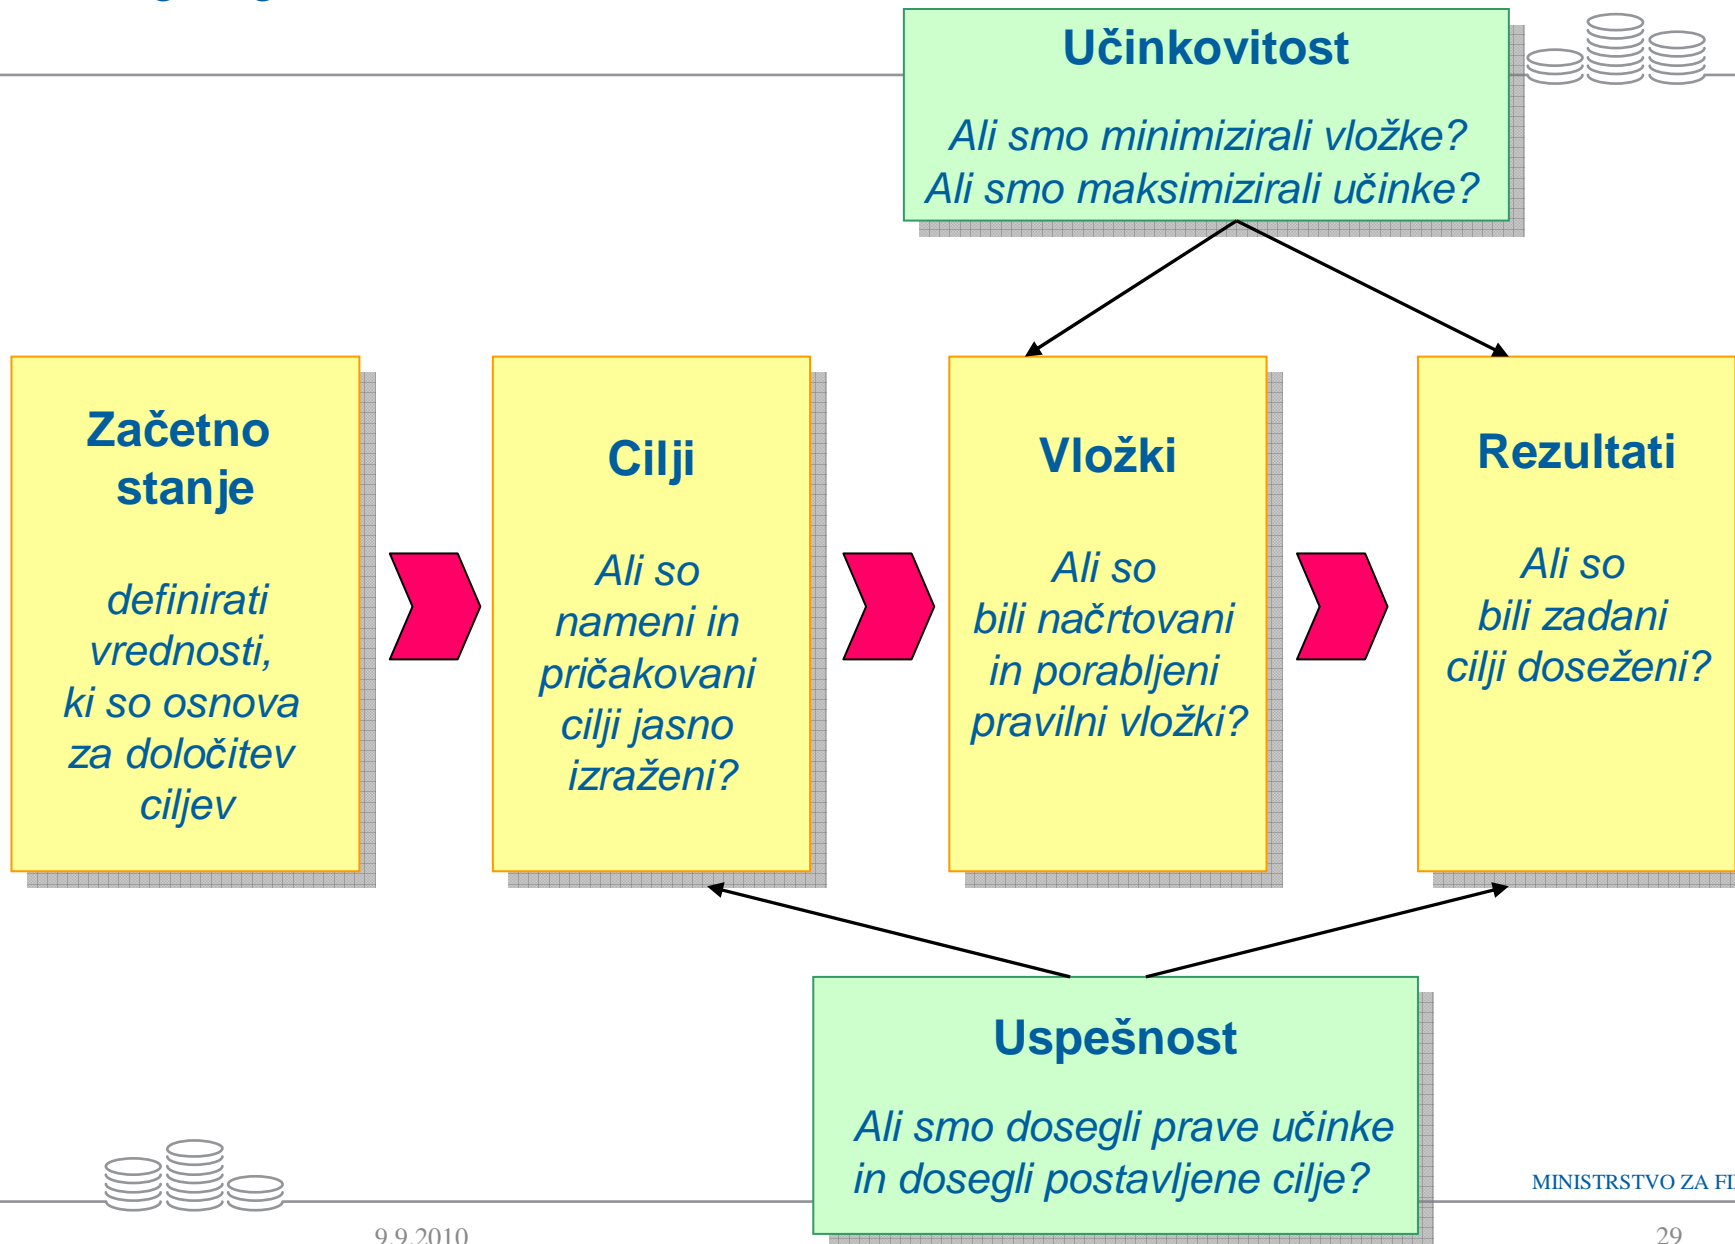 Učinkovitost
Ali smo minimizirali vložke?
Ali smo maksimizirali učinke?
Začetno
stanje
definirati
vrednosti,
ki so osnova
za določitev
ciljev
Cilji
Ali so
nameni in
pričakovani
cilji jasno
izraženi?
Vložki
Ali so
bili načrtovani
in porabljeni
pravilni vložki?
Rezultati
Ali so
bili zadani
cilji doseženi?
Uspešnost
Ali smo dosegli prave učinke
in dosegli postavljene cilje?
MINISTRSTVO ZA
9.9.2010
29